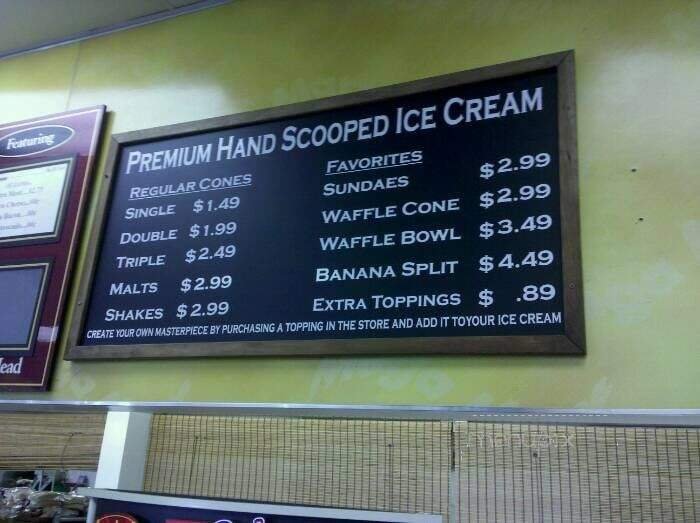 PREMIUM HAND SCOOPED ICE CREAM
REGULAR CONES
SINGLE $1.49
DOUBLE $1.99
TRIPLE $2.49
MALTS $2.99
SHAKES $2.99
FAVORITES
SUNDAES $2.99
WAFFLE CONE $2.99
WAFFLE BOWL $3.49
BANANA SPLIT $4.49
EXTRA TOPPINGS $ .89
CREATE YOUR OWN MASTERPIECE BY PURCHASING A TOPPING IN THE STORE AND ADD IT TOYOUR ICE CREAM
Featuring
ead